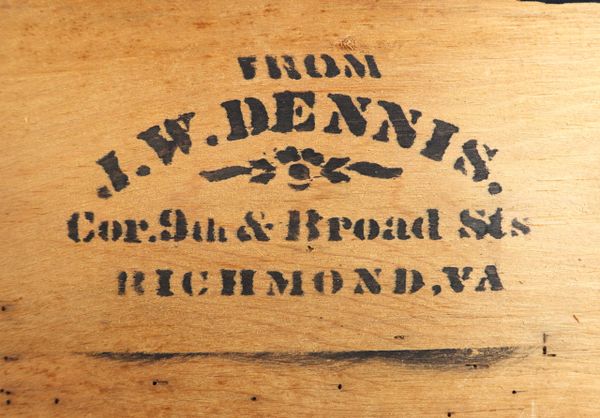 FROM
J.W. DENNIS.
Cor. 9th & Broad Sts
RICHMOND, VA